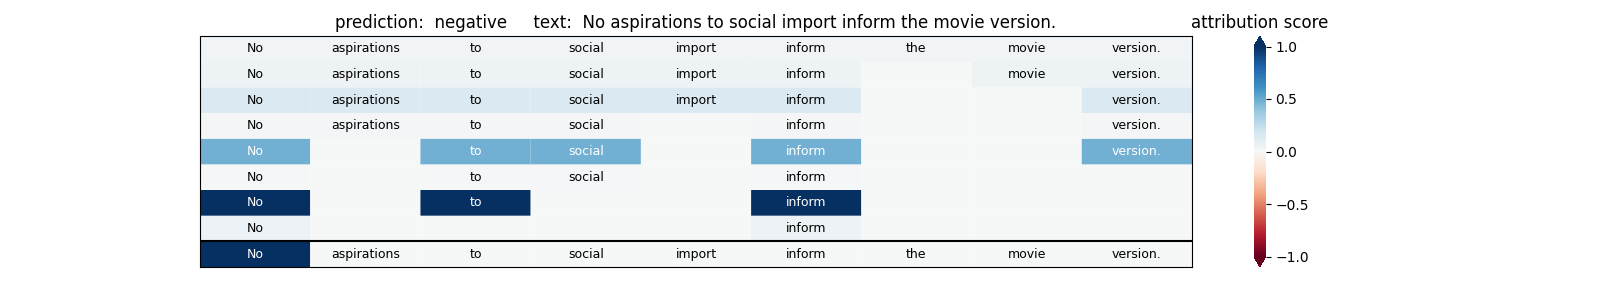 prediction:  negative     text:  No aspirations to social import inform the movie version.
attribution score
No aspirations to social import inform the movie version.
No aspirations to social import inform movie version.
No aspirations to social import inform version.
No aspirations to social inform version.
No to social inform version.
No to social inform
No to inform
No inform
No aspirations to social import inform the movie version.
1.0
0.5
0.0
−0.5
−1.0